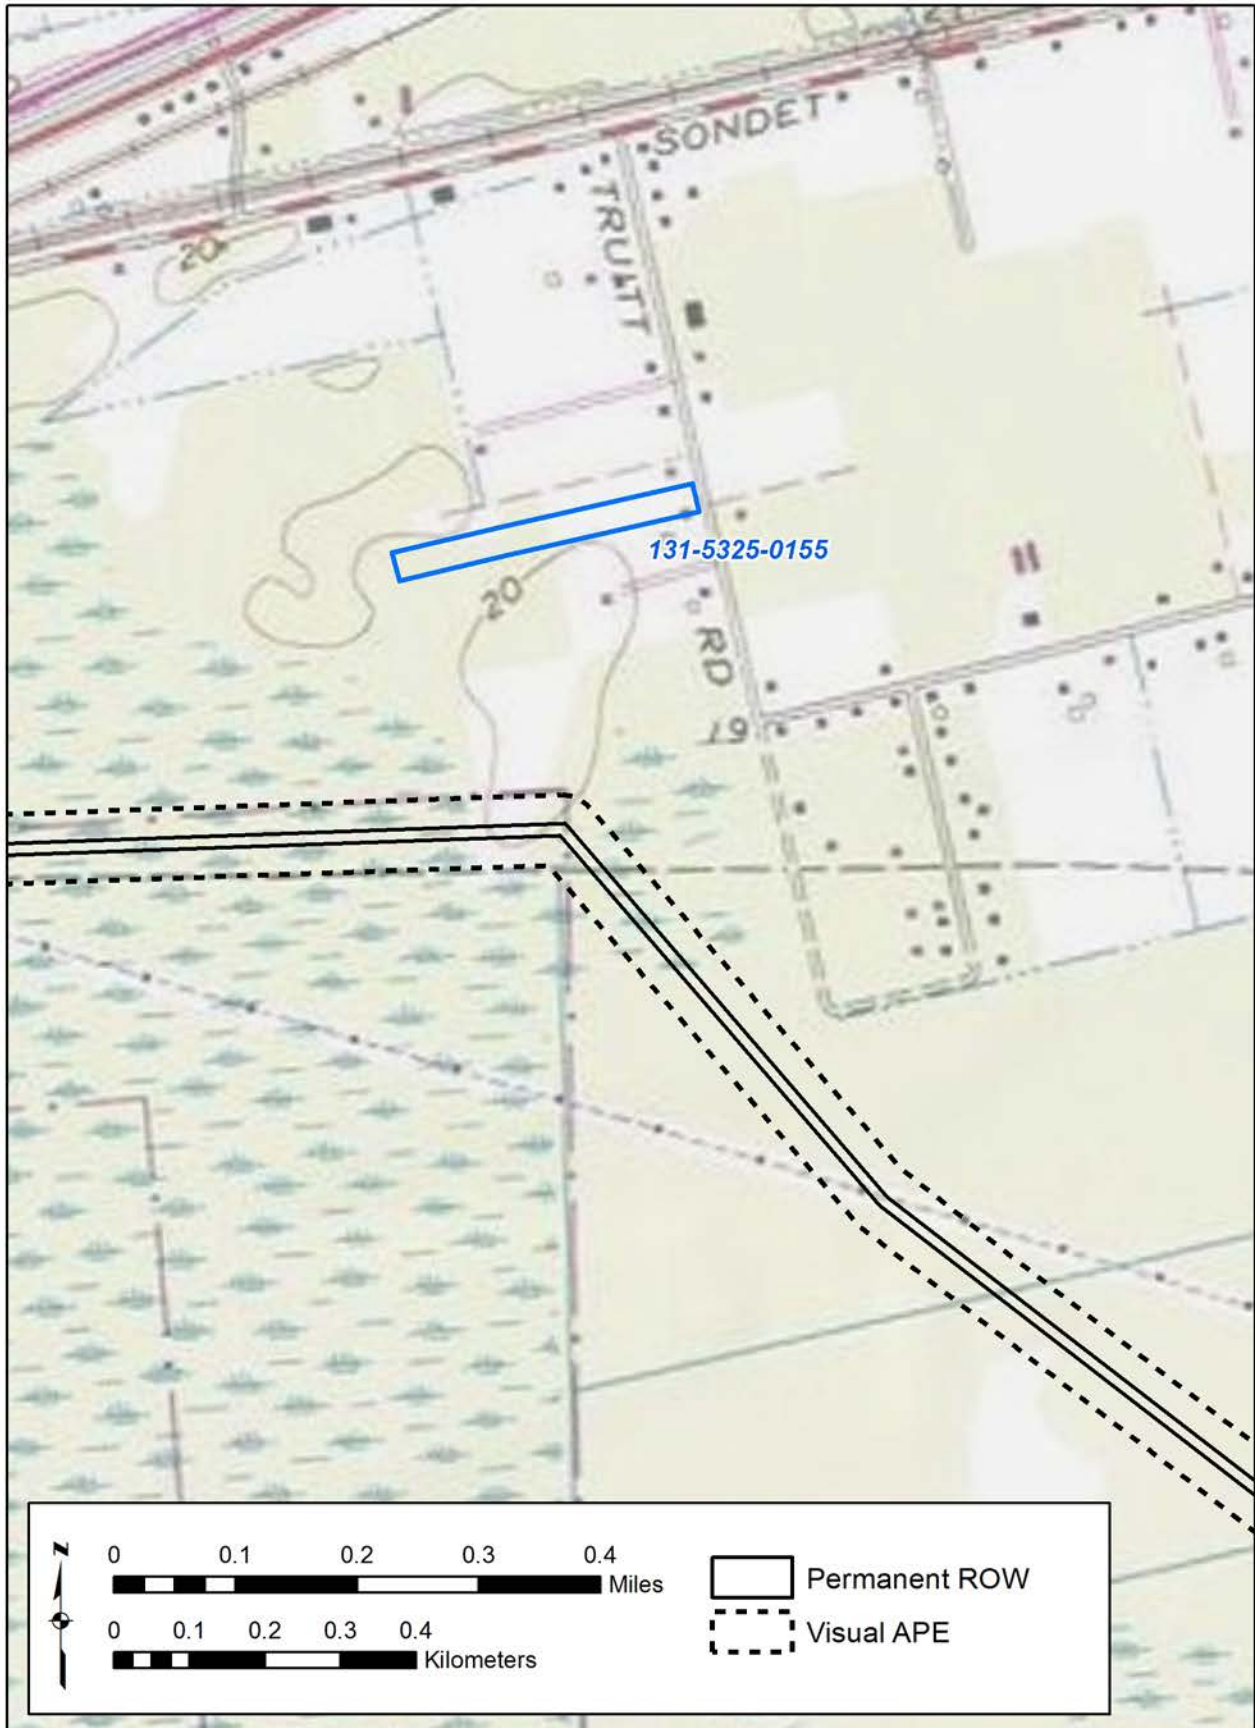 SONDET
20
TRUITT
131-5325-0155
20
RD
19
0 0.1 0.2 0.3 0.4
Miles
0 0.1 0.2 0.3 0.4
Kilometers
N
Permanent ROW
Visual APE